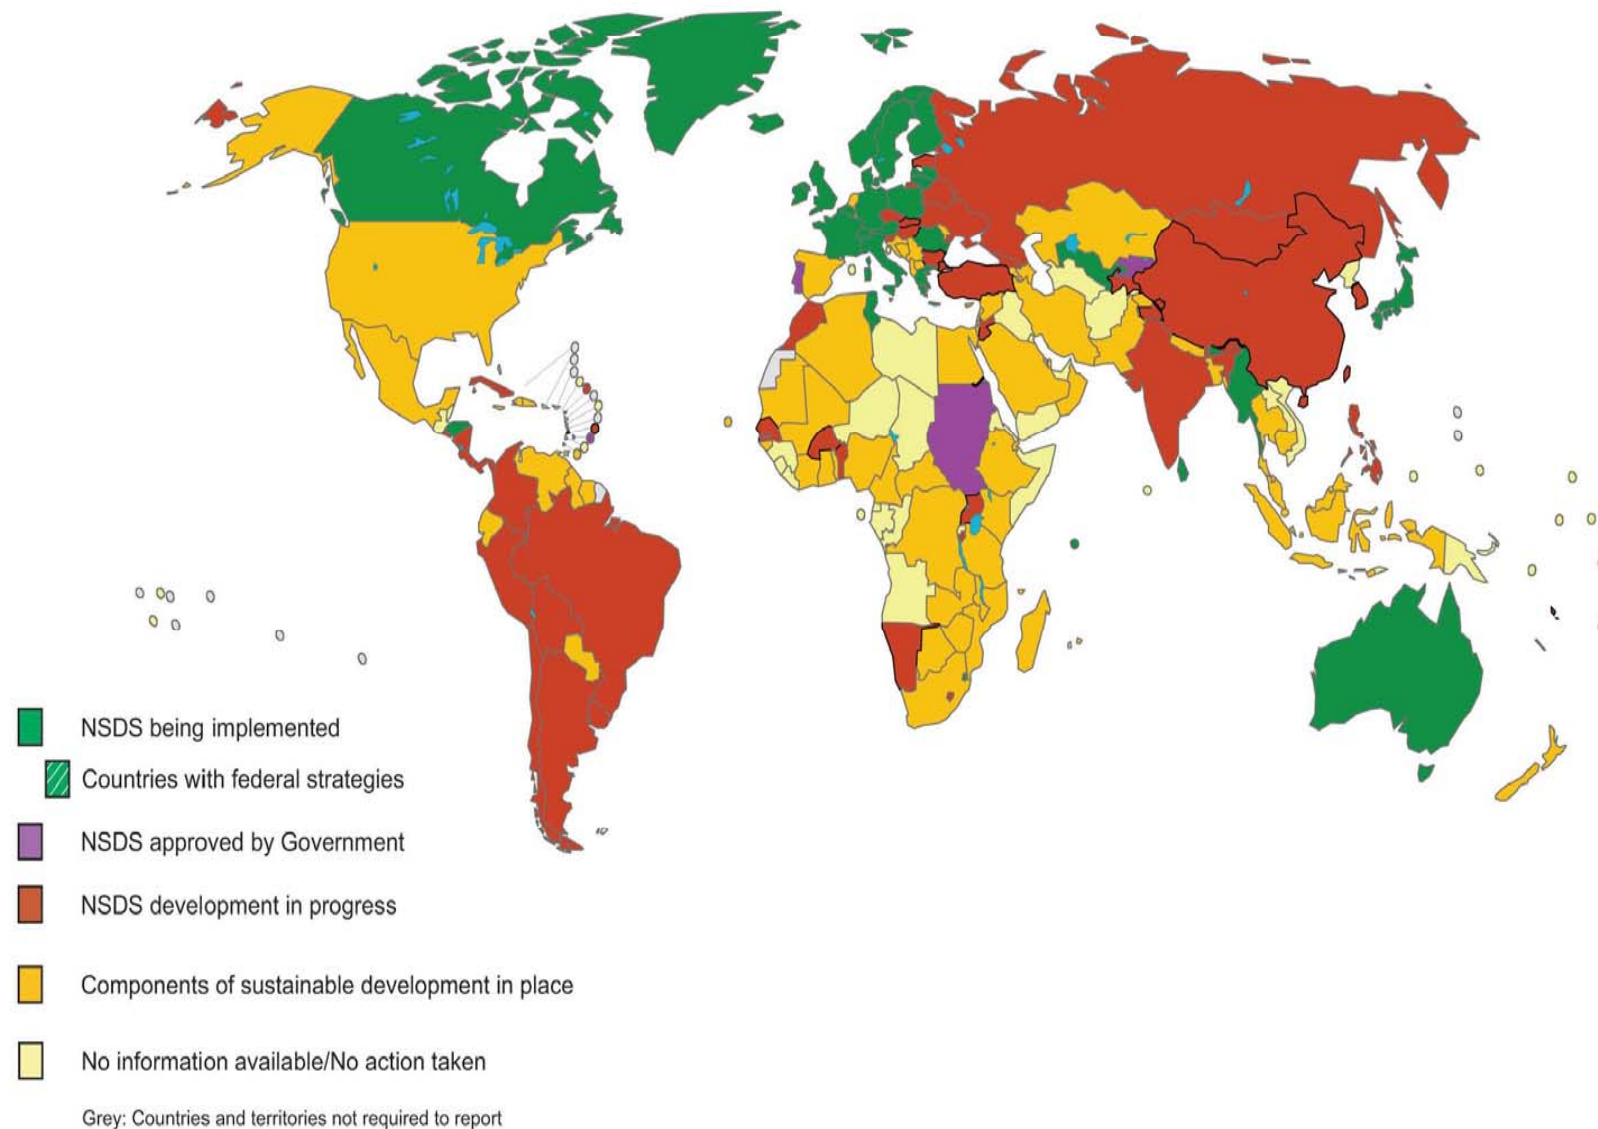 NSDS being implemented
Countries with federal strategies
NSDS approved by Government
NSDS development in progress
Components of sustainable development in place
No information available/No action taken
Grey: Countries and territories not required to report